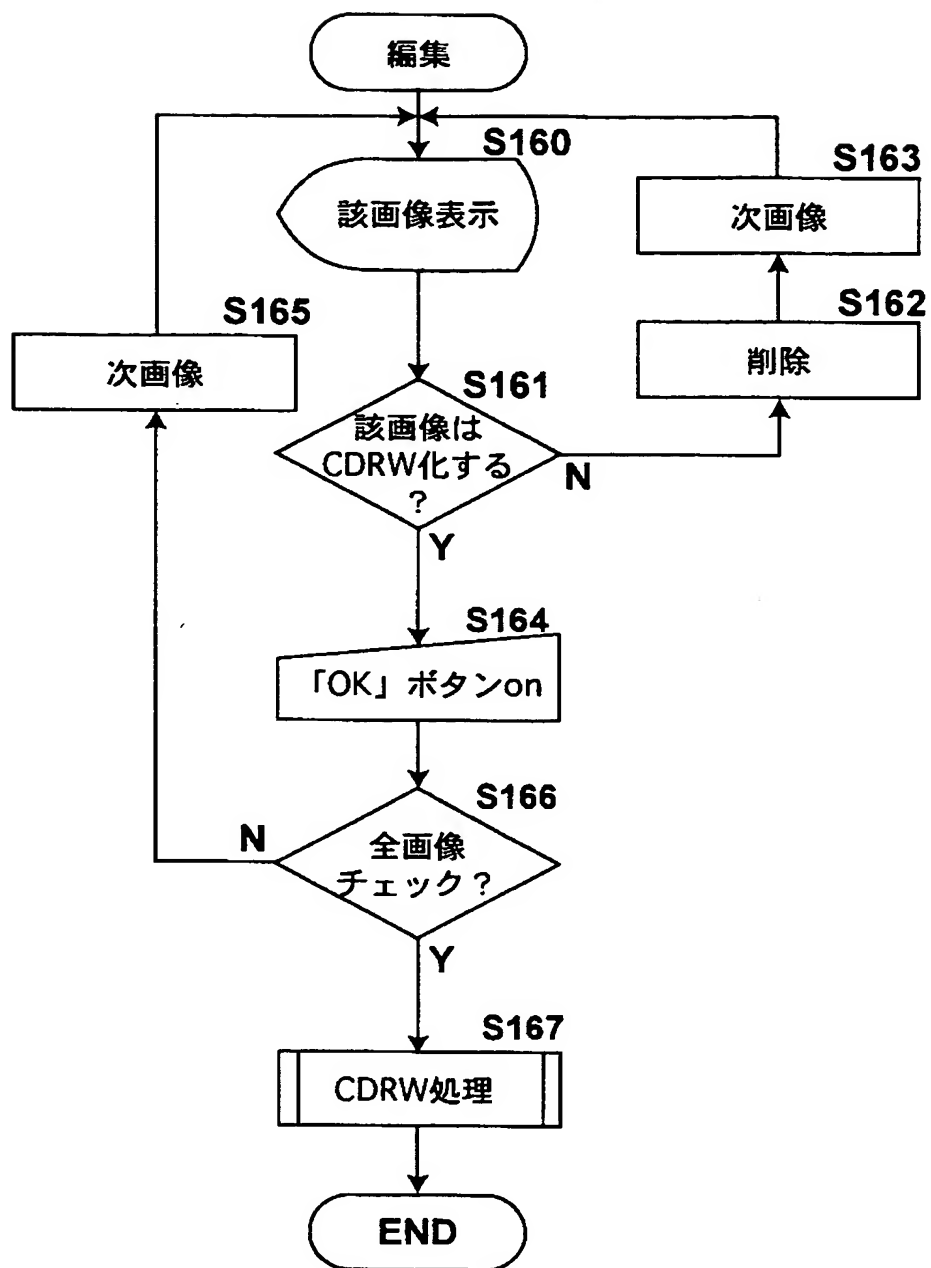 編集
S160
該画像表示
S163
次画像
S162
削除
S165
次画像
S161
該画像は
CDRW化する
?
N
Y
S164
「OK」ボタンon
S166
全画像
チェック?
N
Y
S167
CDRW処理
END